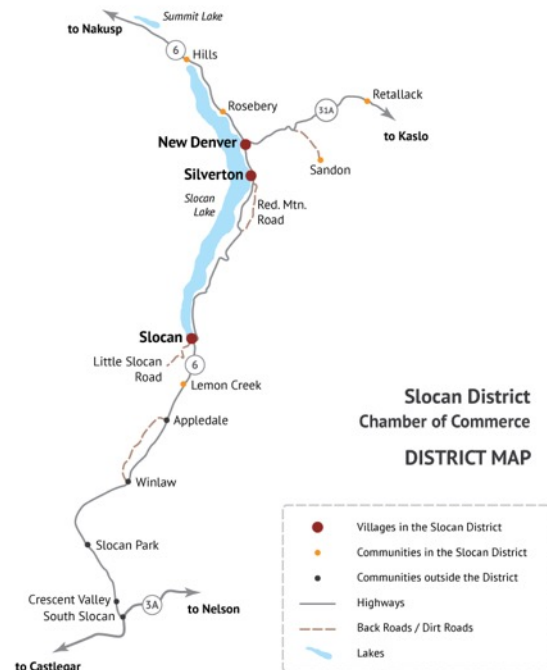 Summit Lake
to Nakusp
6
Hills
Rosebery
Retallack
31A
to Kaslo
New Denver
Sandon
Silverton
Slocan
Lake
Red. Mtn.
Road
Slocan
Little Slocan
Road
6
Lemon Creek
Appledale
Winlaw
Slocan Park
Crescent Valley
South Slocan
3A
to Nelson
to Castlegar
Slocan District
Chamber of Commerce
DISTRICT MAP
Villages in the Slocan District
Communities in the Slocan District
Communities outside the District
Highways
Back Roads / Dirt Roads
Lakes